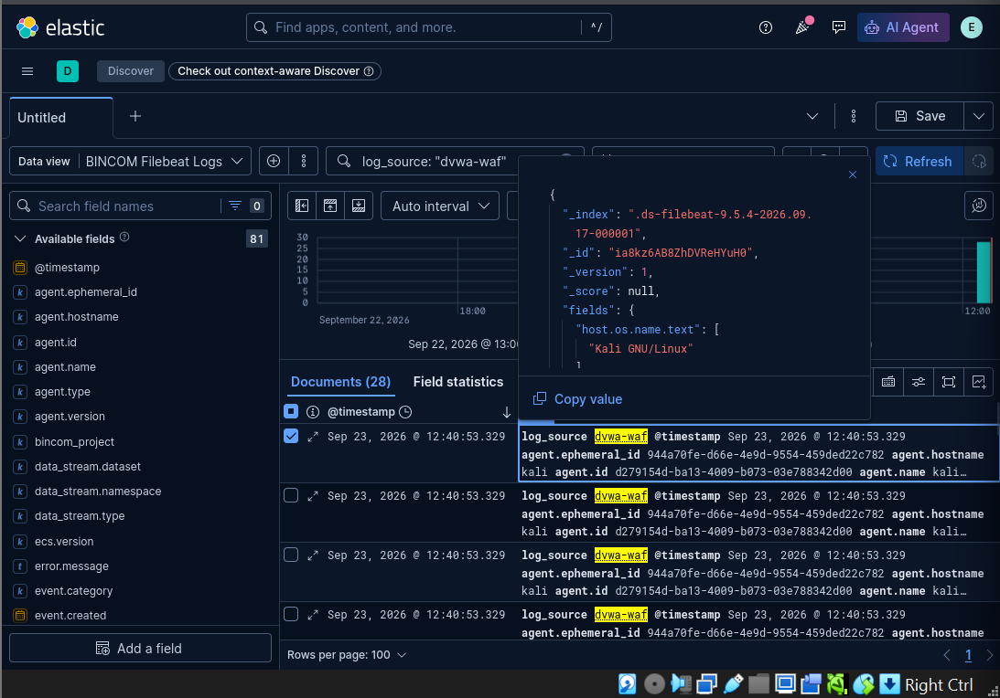 elastic
Find apps, content, and more.
^/
AI Agent
E
D
Discover
Check out context-aware Discover
Untitled
Save
Data view
BINCOM Filebeat Logs
log_source: "dvwa-waf"
Refresh
Search field names
0
Auto interval
Available fields
81
@timestamp
agent.ephemeral_id
agent.hostname
agent.id
agent.name
agent.type
agent.version
bincom_project
data_stream.dataset
data_stream.namespace
data_stream.type
ecs.version
error.message
event.category
event.created
Add a field
30
25
20
15
10
5
0
18:00
12:00
September 22, 2026
Sep 22, 2026 @ 13:00
{
"_index": ".ds-filebeat-9.5.4-2026.09.
17-000001",
"_id": "ia8kz6AB8ZhDVReHYuH0",
"_version": 1,
"_score": null,
"fields": {
"host.os.name.text": [
"Kali GNU/Linux"
]
Copy value
Documents (28)
Field statistics
@timestamp
Sep 23, 2026 @ 12:40:53.329
log_source dvwa-waf @timestamp Sep 23, 2026 @ 12:40:53.329
agent.ephemeral_id 944a70fe-d66e-4e9d-9554-459ded22c782 agent.hostname
kali agent.id d279154d-ba13-4009-b073-03e788342d00 agent.name kali…
Sep 23, 2026 @ 12:40:53.329
log_source dvwa-waf @timestamp Sep 23, 2026 @ 12:40:53.329
agent.ephemeral_id 944a70fe-d66e-4e9d-9554-459ded22c782 agent.hostname
kali agent.id d279154d-ba13-4009-b073-03e788342d00 agent.name kali…
Sep 23, 2026 @ 12:40:53.329
log_source dvwa-waf @timestamp Sep 23, 2026 @ 12:40:53.329
agent.ephemeral_id 944a70fe-d66e-4e9d-9554-459ded22c782 agent.hostname
kali agent.id d279154d-ba13-4009-b073-03e788342d00 agent.name kali…
Sep 23, 2026 @ 12:40:53.329
log_source dvwa-waf @timestamp Sep 23, 2026 @ 12:40:53.329
agent.ephemeral_id 944a70fe-d66e-4e9d-9554-459ded22c782 agent.hostname
Rows per page: 100
1
Right Ctrl